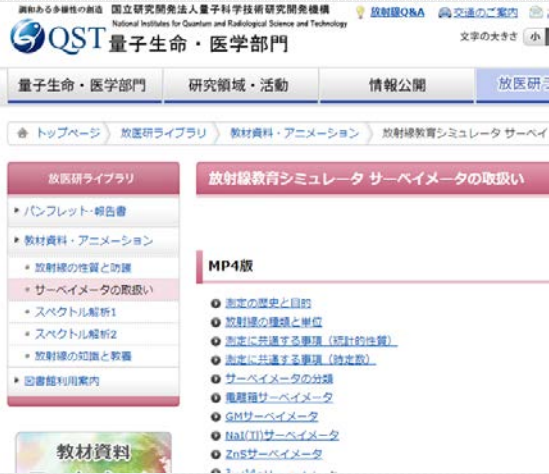 調和ある多様性の創造 国立研究開発法人量子科学技術研究開発機構
National Institutes for Quantum and Radiological Science and Technology
放射線Q&A 交通のご案内
QST 量子生命・医学部門
文字の大きさ 小
量子生命・医学部門 研究領域・活動 情報公開 放医研ラ
トップページ 放医研ライブラリ 教材資料・アニメーション 放射線教育シミュレータ サーベイ
放医研ライブラリ
放射線教育シミュレータ サーベイメータの取扱い
パンフレット・報告書
教材資料・アニメーション
放射線の性質と防護
サーベイメータの取扱い
スペクトル解析1
スペクトル解析2
放射線の知識と教養
図書館利用案内
教材資料
MP4版
測定の歴史と目的
放射線の種類と単位
測定に共通する事項（統計的性質）
測定に共通する事項（時定数）
サーベイメータの分類
電離箱サーベイメータ
GMサーベイメータ
NaI(Tl)サーベイメータ
ZnSサーベイメータ